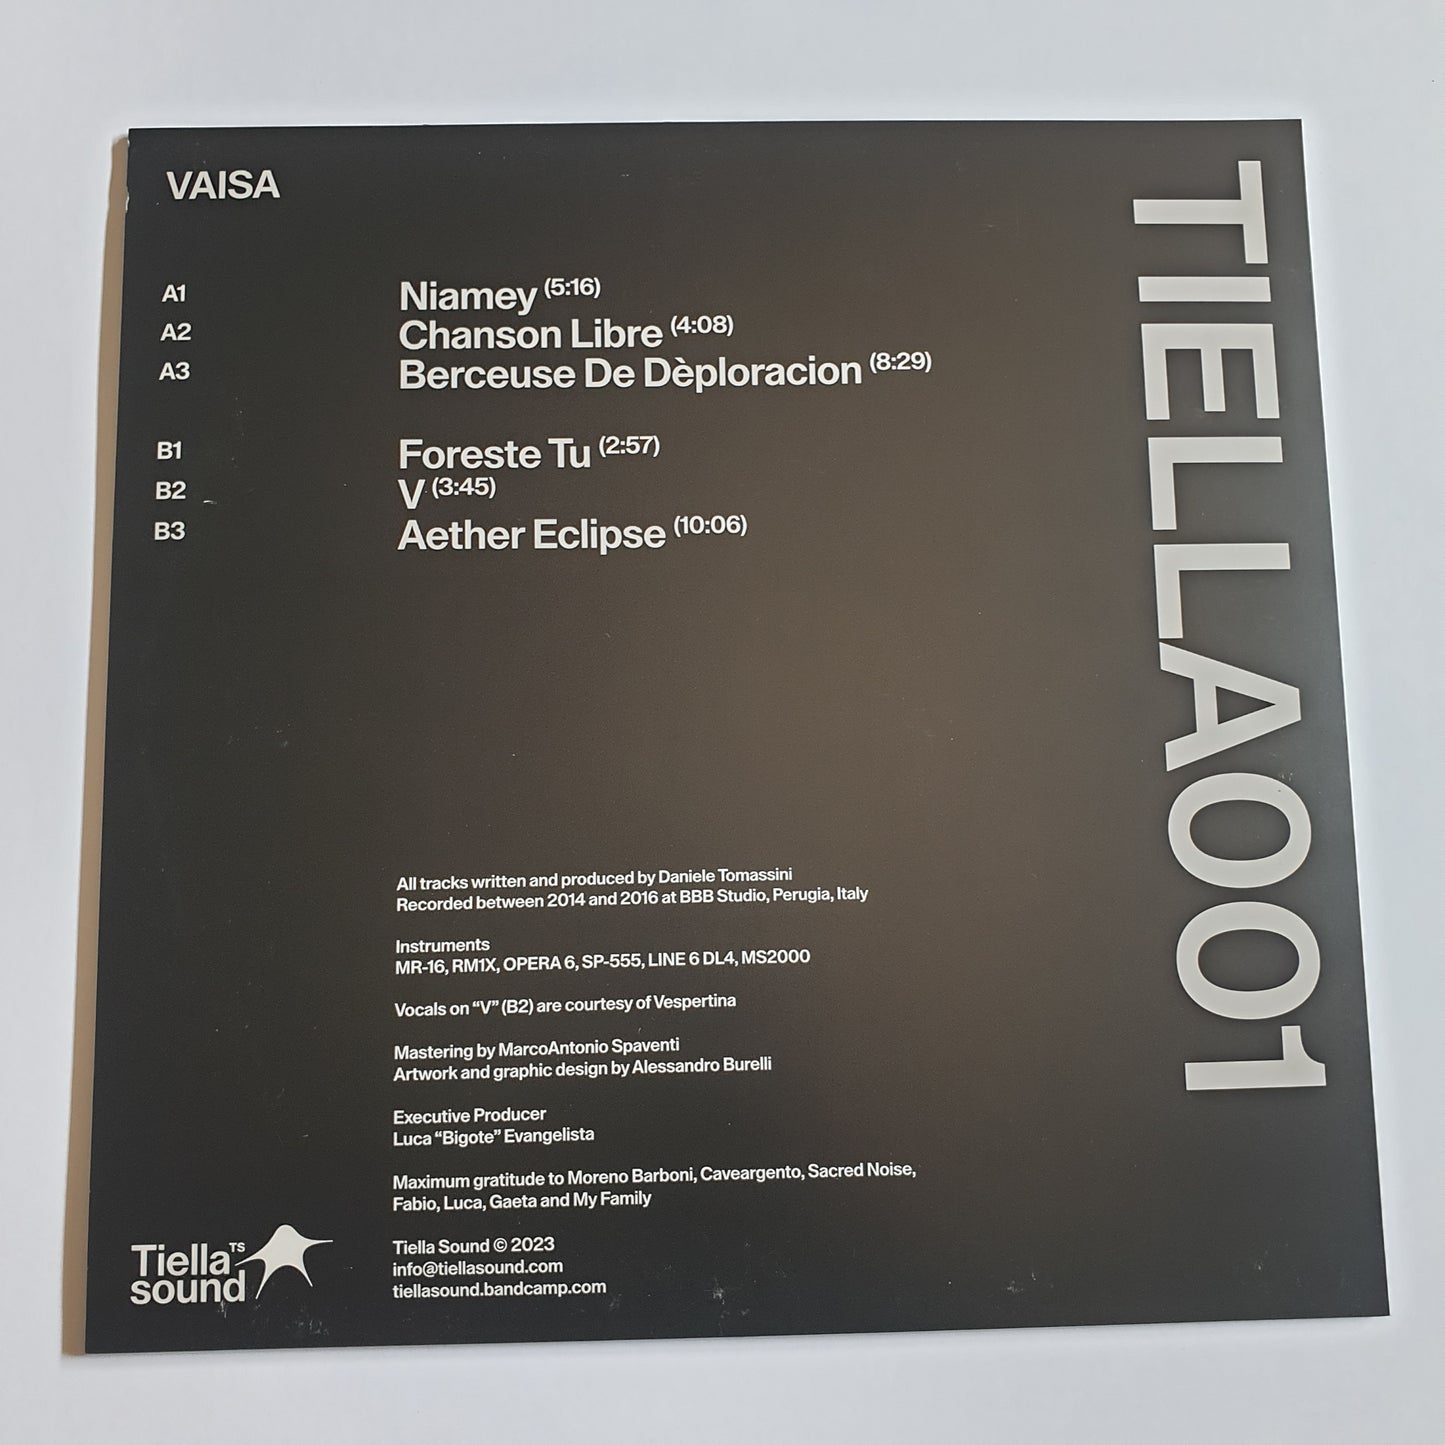 VAISA
A1 Niamey (5:16)
A2 Chanson Libre (4:08)
A3 Berceuse De Dèploracion (8:29)
B1 Foreste Tu (2:57)
B2 V (3:45)
B3 Aether Eclipse (10:06)
TIELLA001
All tracks written and produced by Daniele Tomassini
Recorded between 2014 and 2016 at BBB Studio, Perugia, Italy
Instruments
MR-16, RM1X, OPERA 6, SP-555, LINE 6 DL4, MS2000
Vocals on “V” (B2) are courtesy of Vespertina
Mastering by MarcoAntonio Spaventi
Artwork and graphic design by Alessandro Burelli
Executive Producer
Luca “Bigote” Evangelista
Maximum gratitude to Moreno Barboni, Caveargento, Sacred Noise,
Fabio, Luca, Gaeta and My Family
Tiella Sound © 2023
info@tiellasound.com
tiellasound.bandcamp.com
Tiella TS
sound